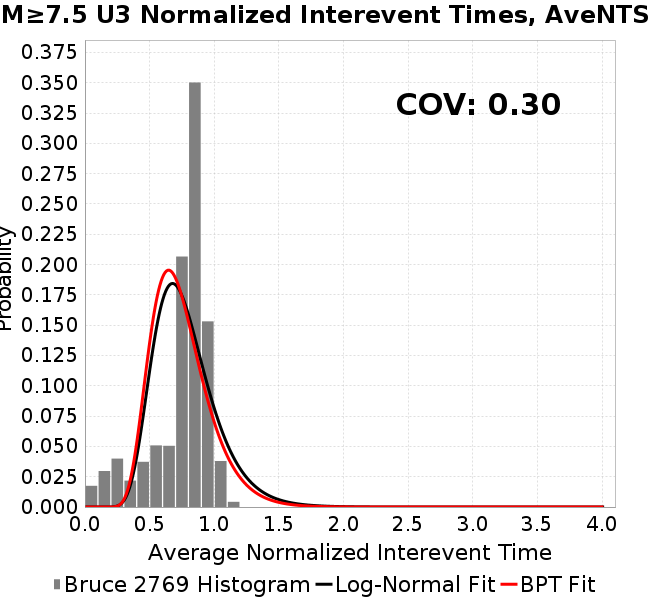 M≥7.5 U3 Normalized Interevent Times, AveNTS
COV: 0.30
Probability
0.375
0.350
0.325
0.300
0.275
0.250
0.225
0.200
0.175
0.150
0.125
0.100
0.075
0.050
0.025
0.000
0.0 0.5 1.0 1.5 2.0 2.5 3.0 3.5 4.0
Average Normalized Interevent Time
Bruce 2769 Histogram Log-Normal Fit BPT Fit